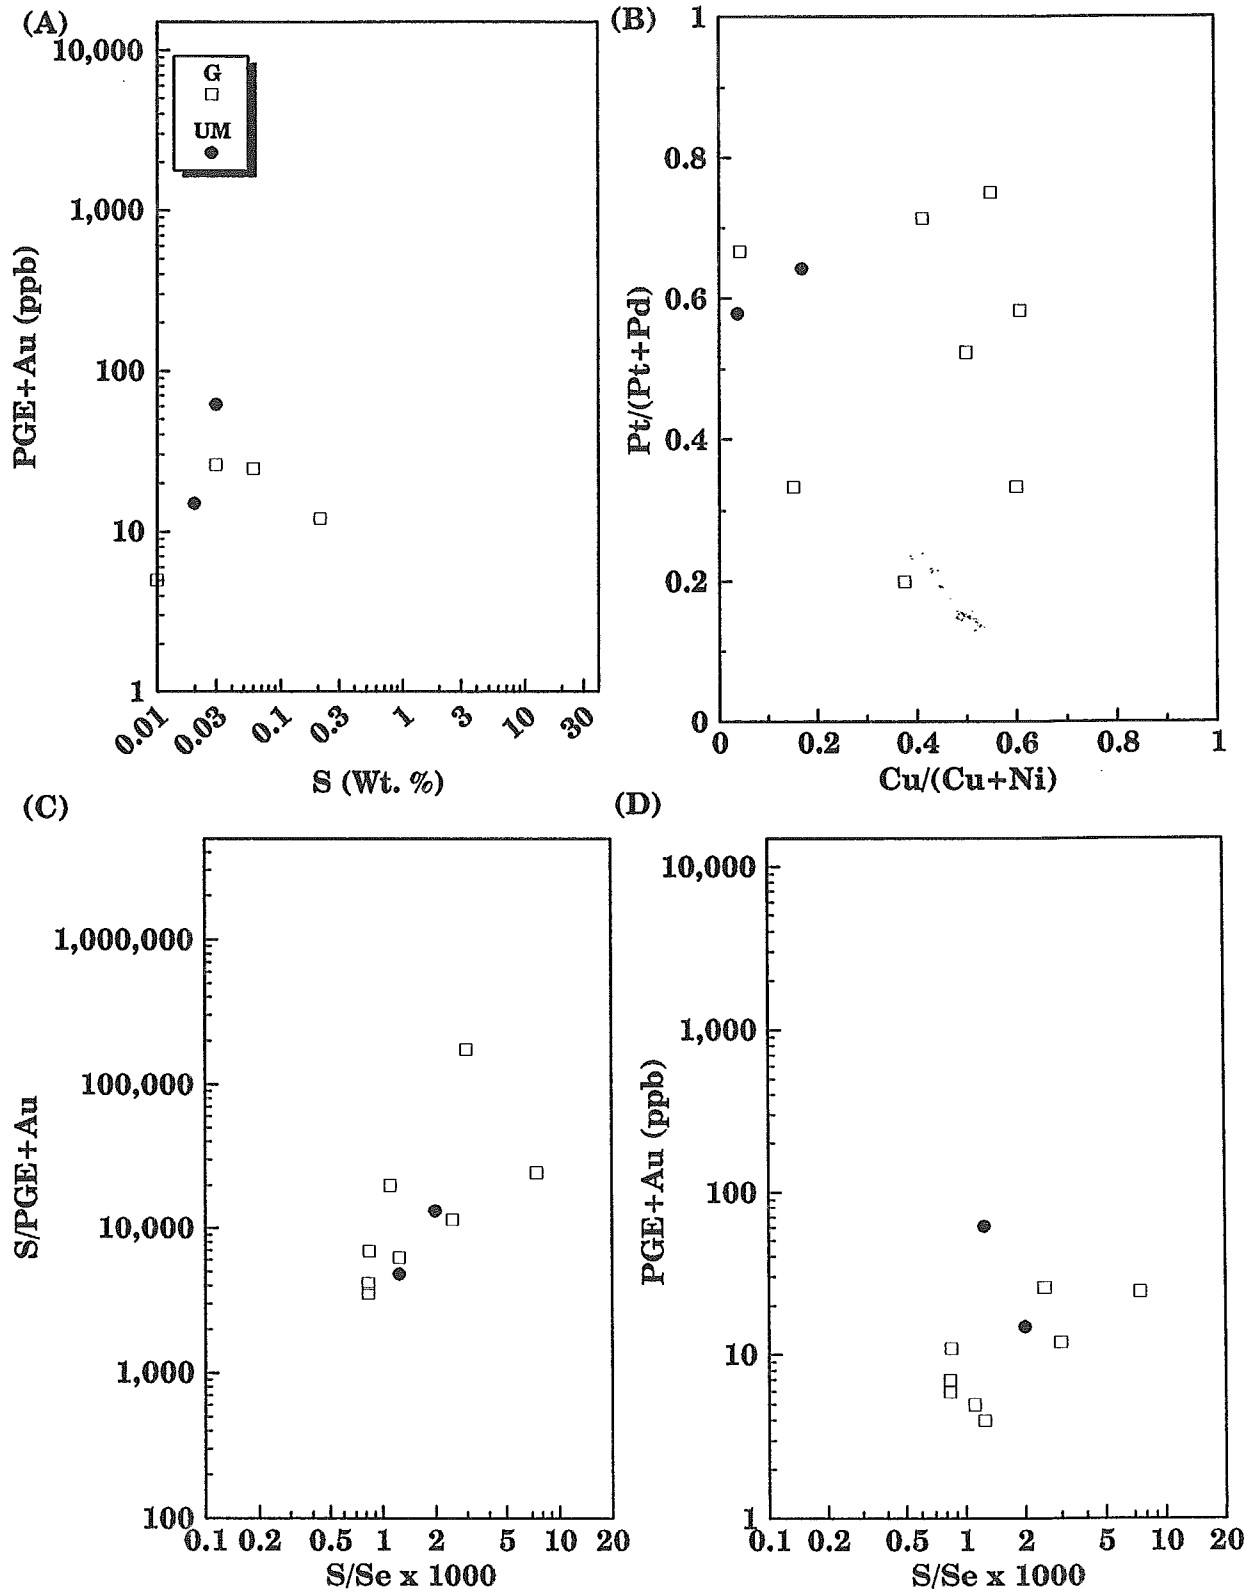 (A)
10,000
1,000
100
10
1
PGE+Au (ppb)
G
UM
0.01 0.03 0.1 0.3 1 3 10 30
S (Wt. %)
(B)
1
0.8
0.6
0.4
0.2
0
Pt/(Pt+Pd)
0 0.2 0.4 0.6 0.8 1
Cu/(Cu+Ni)
(C)
1,000,000
100,000
10,000
1,000
100
S/PGE+Au
0.1 0.2 0.5 1 2 5 10 20
S/Se x 1000
(D)
10,000
1,000
100
10
1
PGE+Au (ppb)
0.1 0.2 0.5 1 2 5 10 20
S/Se x 1000